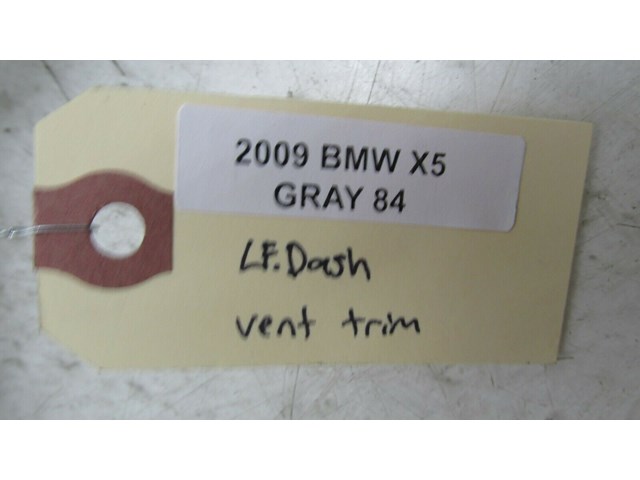 2009 BMW X5
GRAY 84
LF.Dash
vent trim